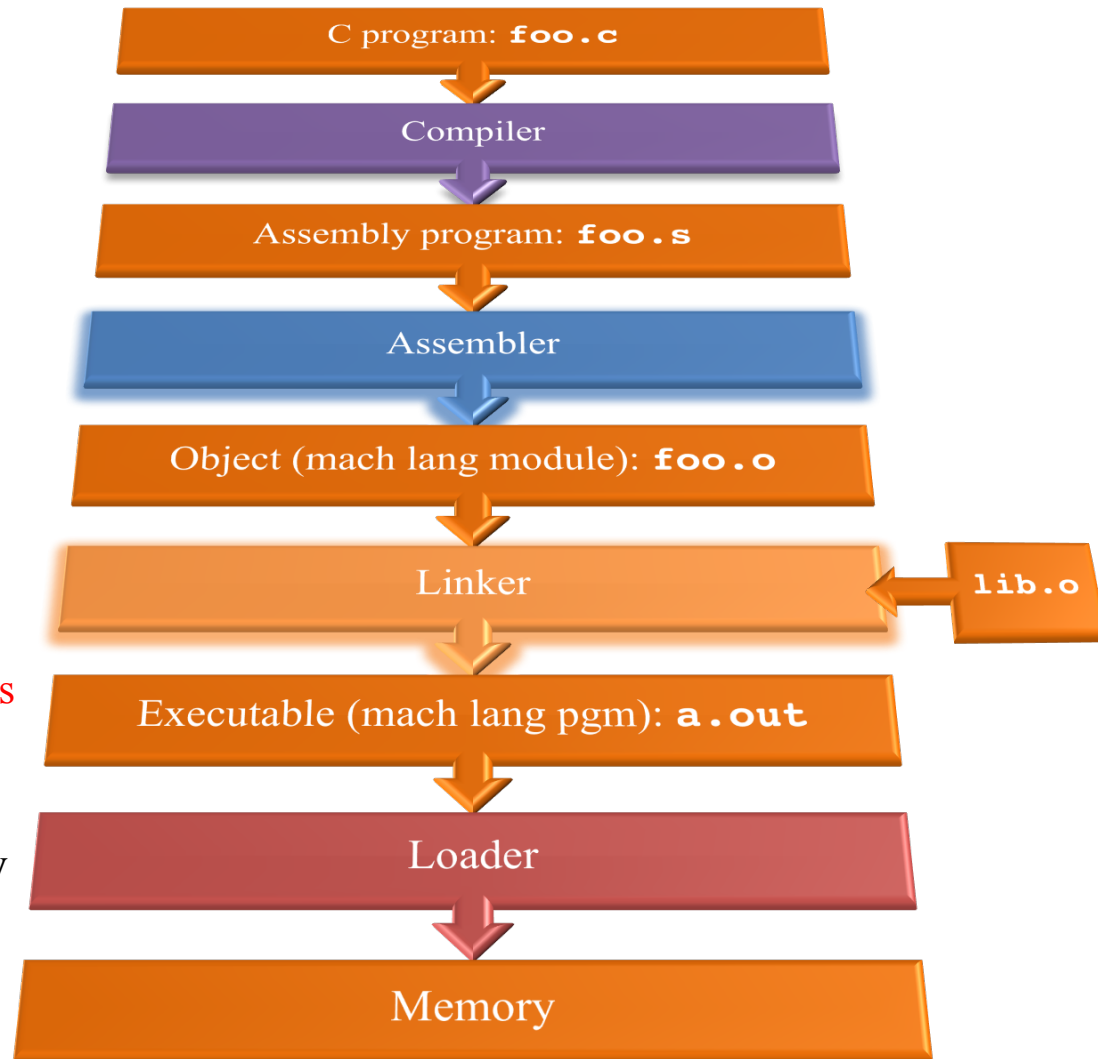 C program: foo.c
Compiler
Assembly program: foo.s
Assembler
Object (mach lang module): foo.o
Linker
lib.o
s
Executable (mach lang pgm): a.out
Loader
y
Memory